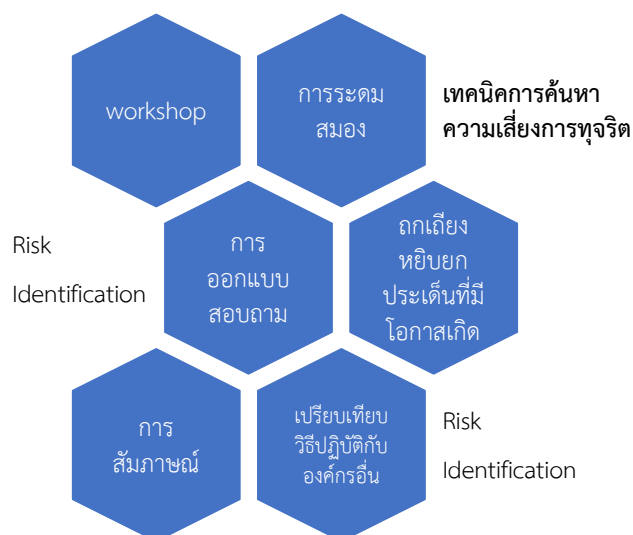 workshop
การระดม
สมอง
เทคนิคการค้นหา
ความเสี่ยงการทุจริต
Risk
Identification
การ
ออกแบบ
สอบถาม
ถกเถียง
หยิบยก
ประเด็นที่มี
โอกาสเกิด
การ
สัมภาษณ์
เปรียบเทียบ
วิธีปฏิบัติกับ
องค์กรอื่น
Risk
Identification